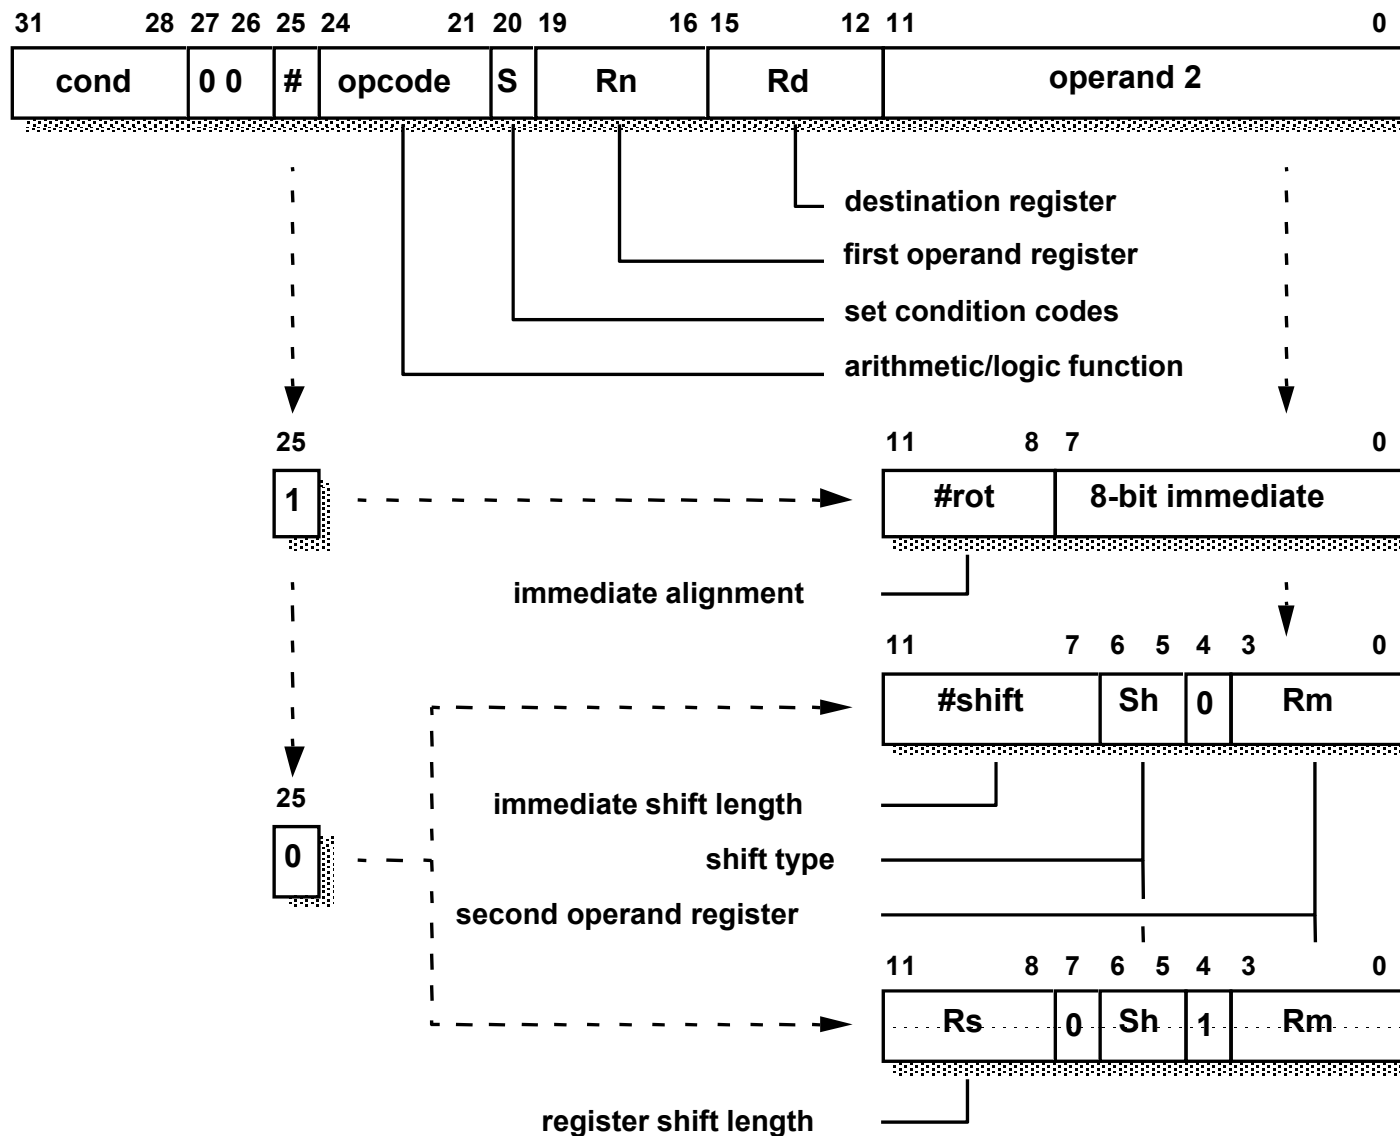 31 28 27 26 25 24 21 20 19 16 15 12 11 0
cond 0 0 # opcode S Rn Rd operand 2
destination register
first operand register
set condition codes
arithmetic/logic function
25 11 8 7 0
1 #rot 8-bit immediate
immediate alignment
11 7 6 5 4 3 0
#shift Sh 0 Rm
25
immediate shift length
0
shift type
second operand register
11 8 7 6 5 4 3 0
Rs 0 Sh 1 Rm
register shift length